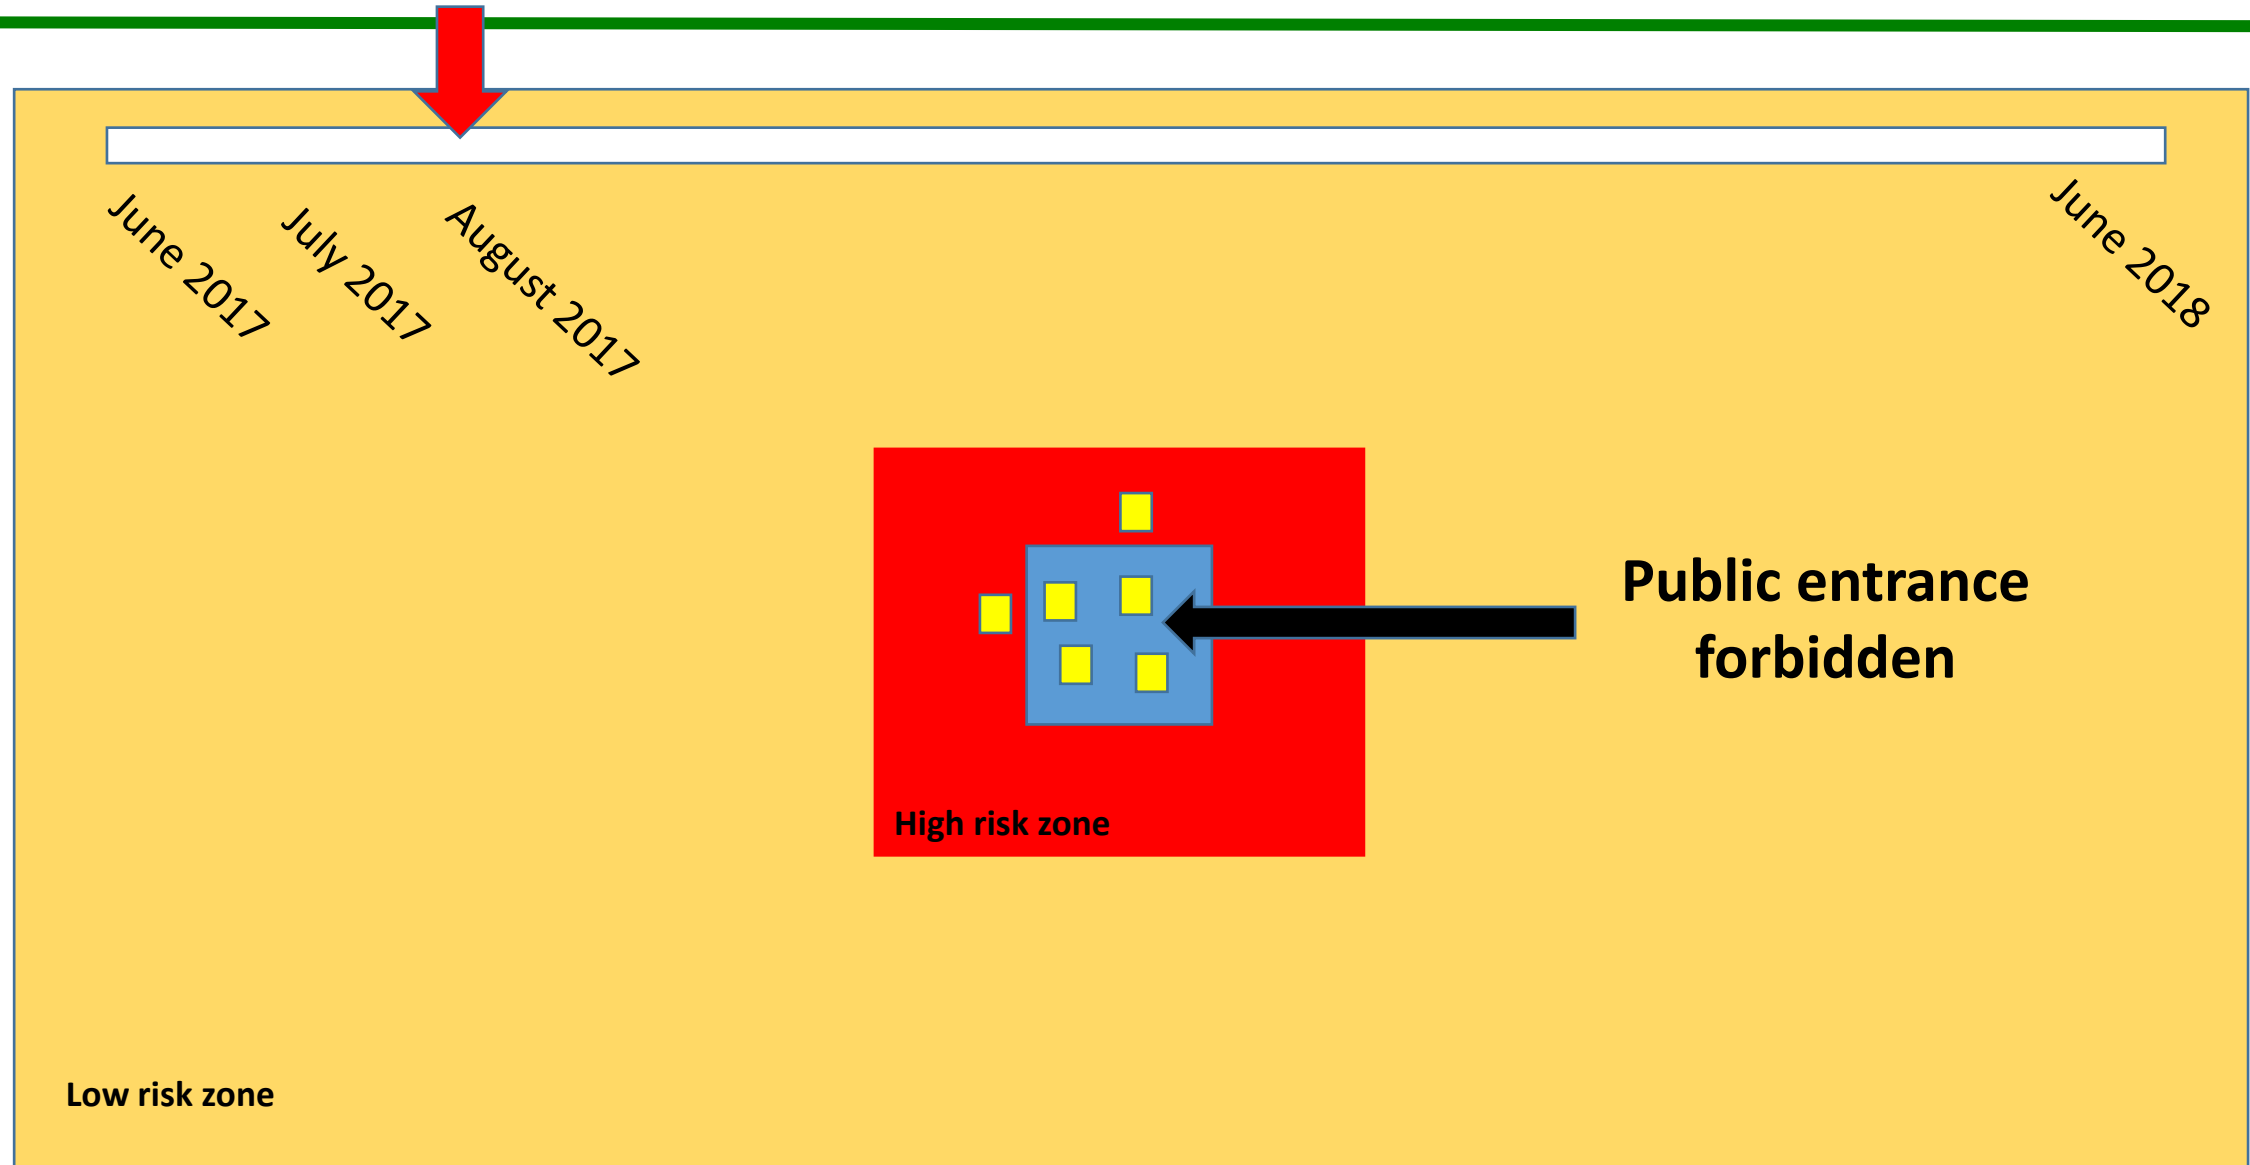 June 2017
July 2017
August 2017
June 2018
Public entrance
forbidden
High risk zone
Low risk zone